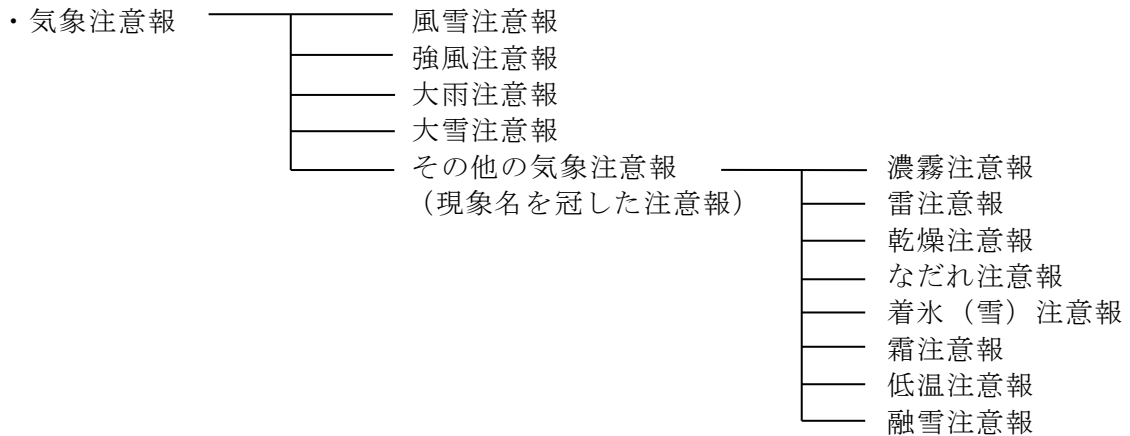 ・気象注意報
風雪注意報
強風注意報
大雨注意報
大雪注意報
その他の気象注意報
（現象名を冠した注意報）
濃霧注意報
雷注意報
乾燥注意報
なだれ注意報
着氷（雪）注意報
霜注意報
低温注意報
融雪注意報